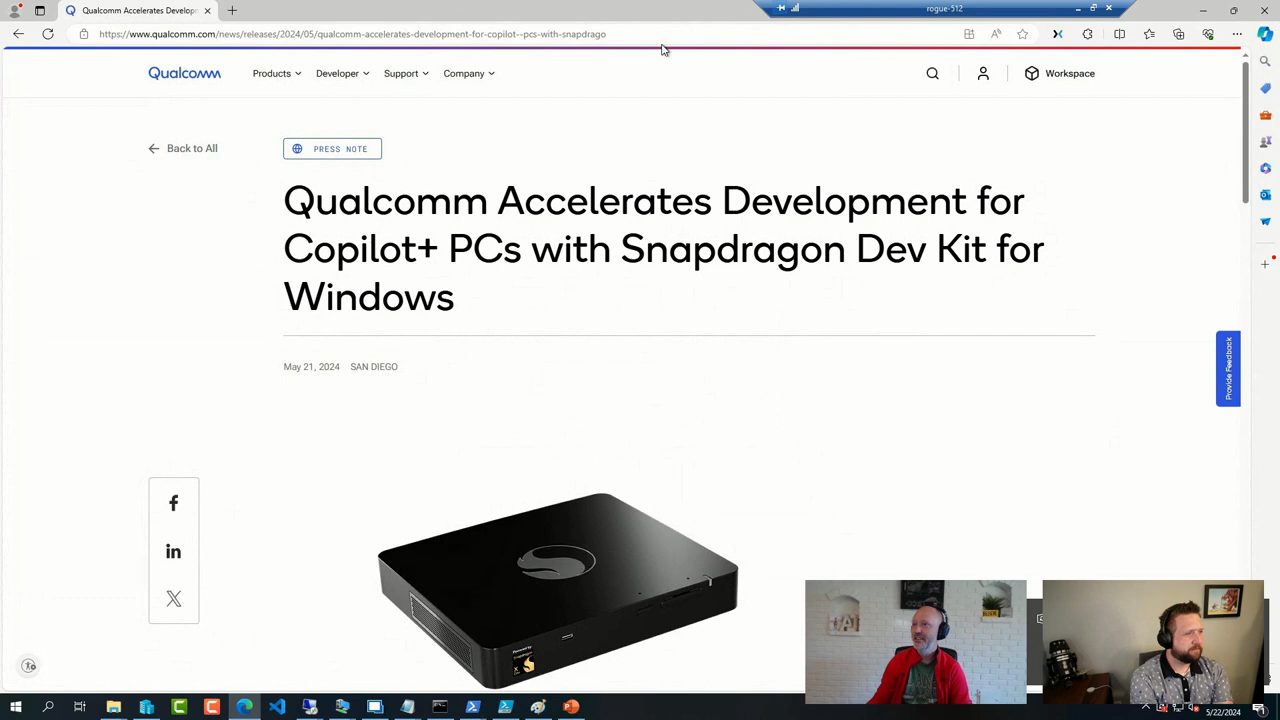 Qualcomm Accelerates Develop
rogue-512
https://www.qualcomm.com/news/releases/2024/05/qualcomm-accelerates-development-for-copilot--pcs-with-snapdrago
Qualcomm
Products
Developer
Support
Company
Workspace
Back to All
PRESS NOTE
Qualcomm Accelerates Development for
Copilot+ PCs with Snapdragon Dev Kit for
Windows
May 21, 2024 SAN DIEGO
Provide Feedback
5/22/2024